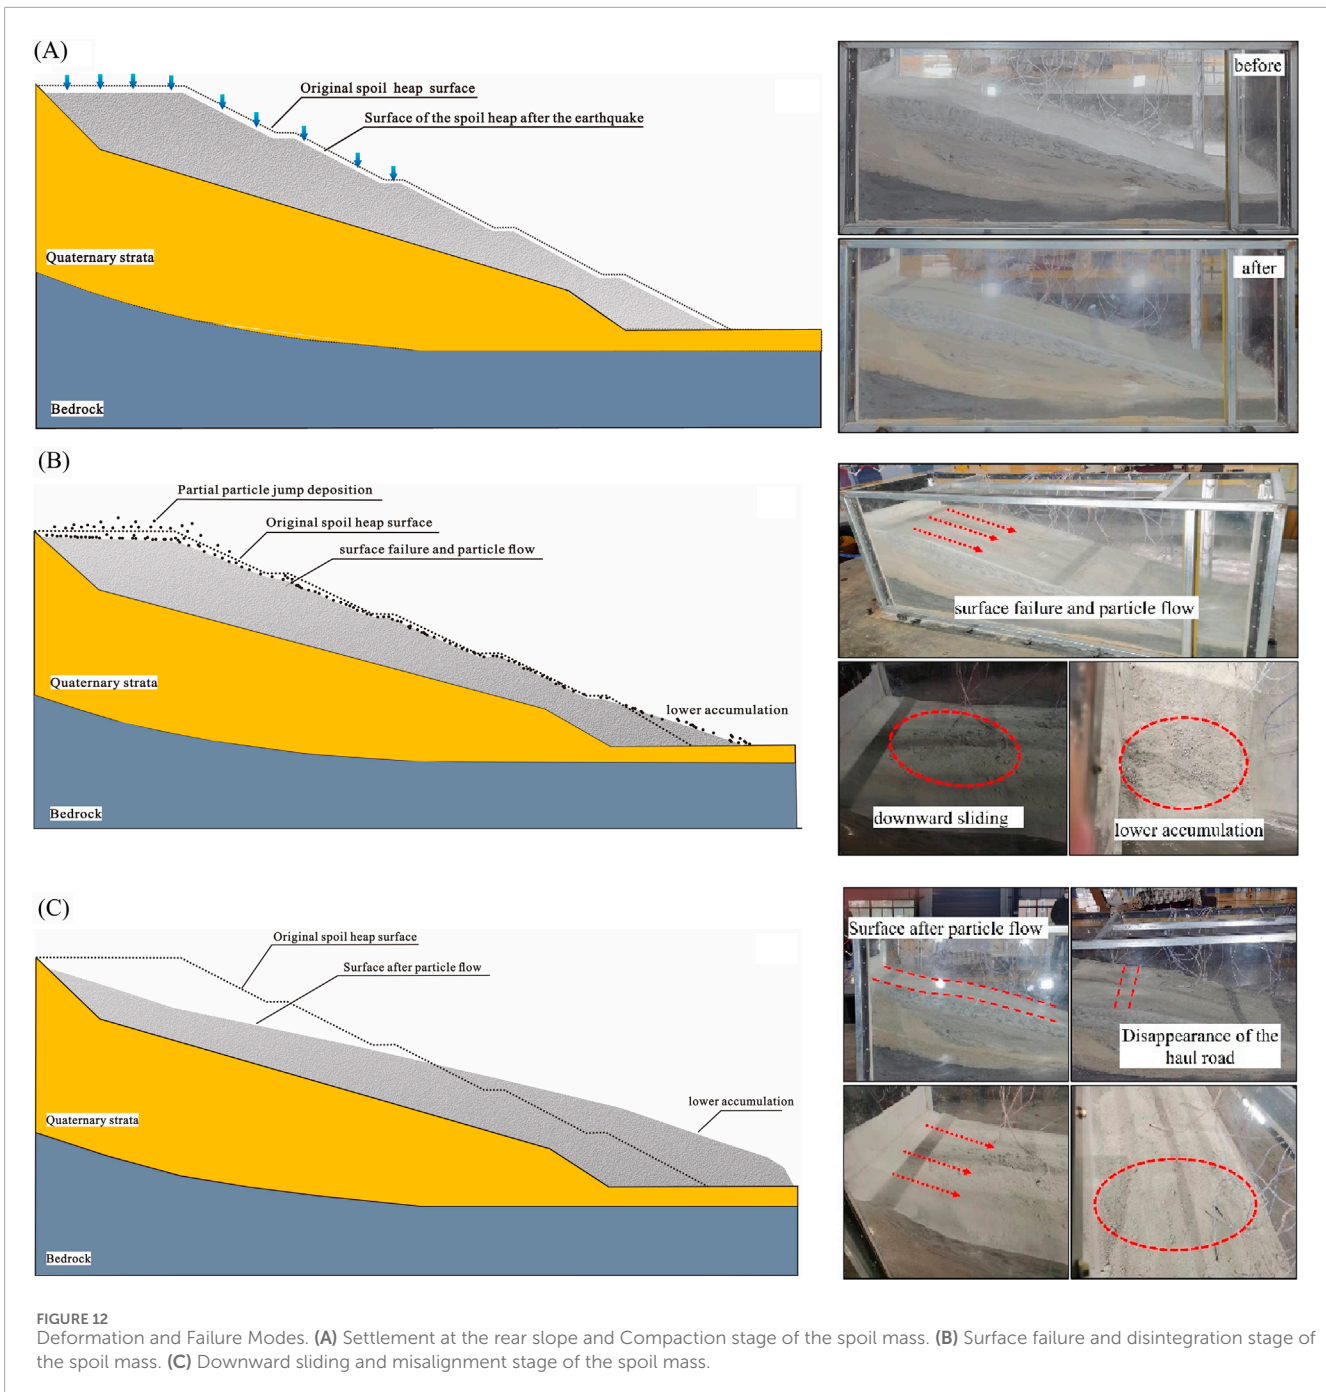 (A)
Original spoil heap surface
Surface of the spoil heap after the earthquake
Quaternary strata
Bedrock
before
after
(B)
Partial particle jump deposition
Original spoil heap surface
surface failure and particle flow
lower accumulation
Quaternary strata
Bedrock
surface failure and particle flow
downward sliding
lower accumulation
(C)
Original spoil heap surface
Surface after particle flow
lower accumulation
Quaternary strata
Bedrock
Surface after particle flow
Disappearance of the
haul road
FIGURE 12
Deformation and Failure Modes. (A) Settlement at the rear slope and Compaction stage of the spoil mass. (B) Surface failure and disintegration stage of
the spoil mass. (C) Downward sliding and misalignment stage of the spoil mass.